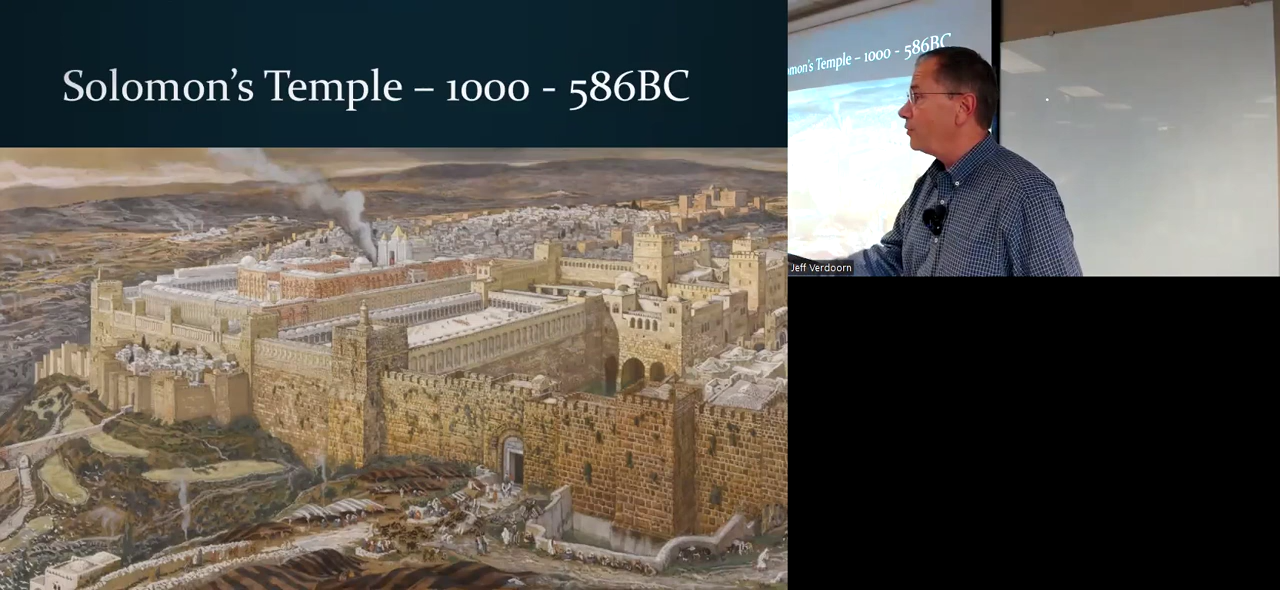 Solomon's Temple – 1000 - 586BC
omon's Temple – 1000 - 586BC
Jeff Verdoorn